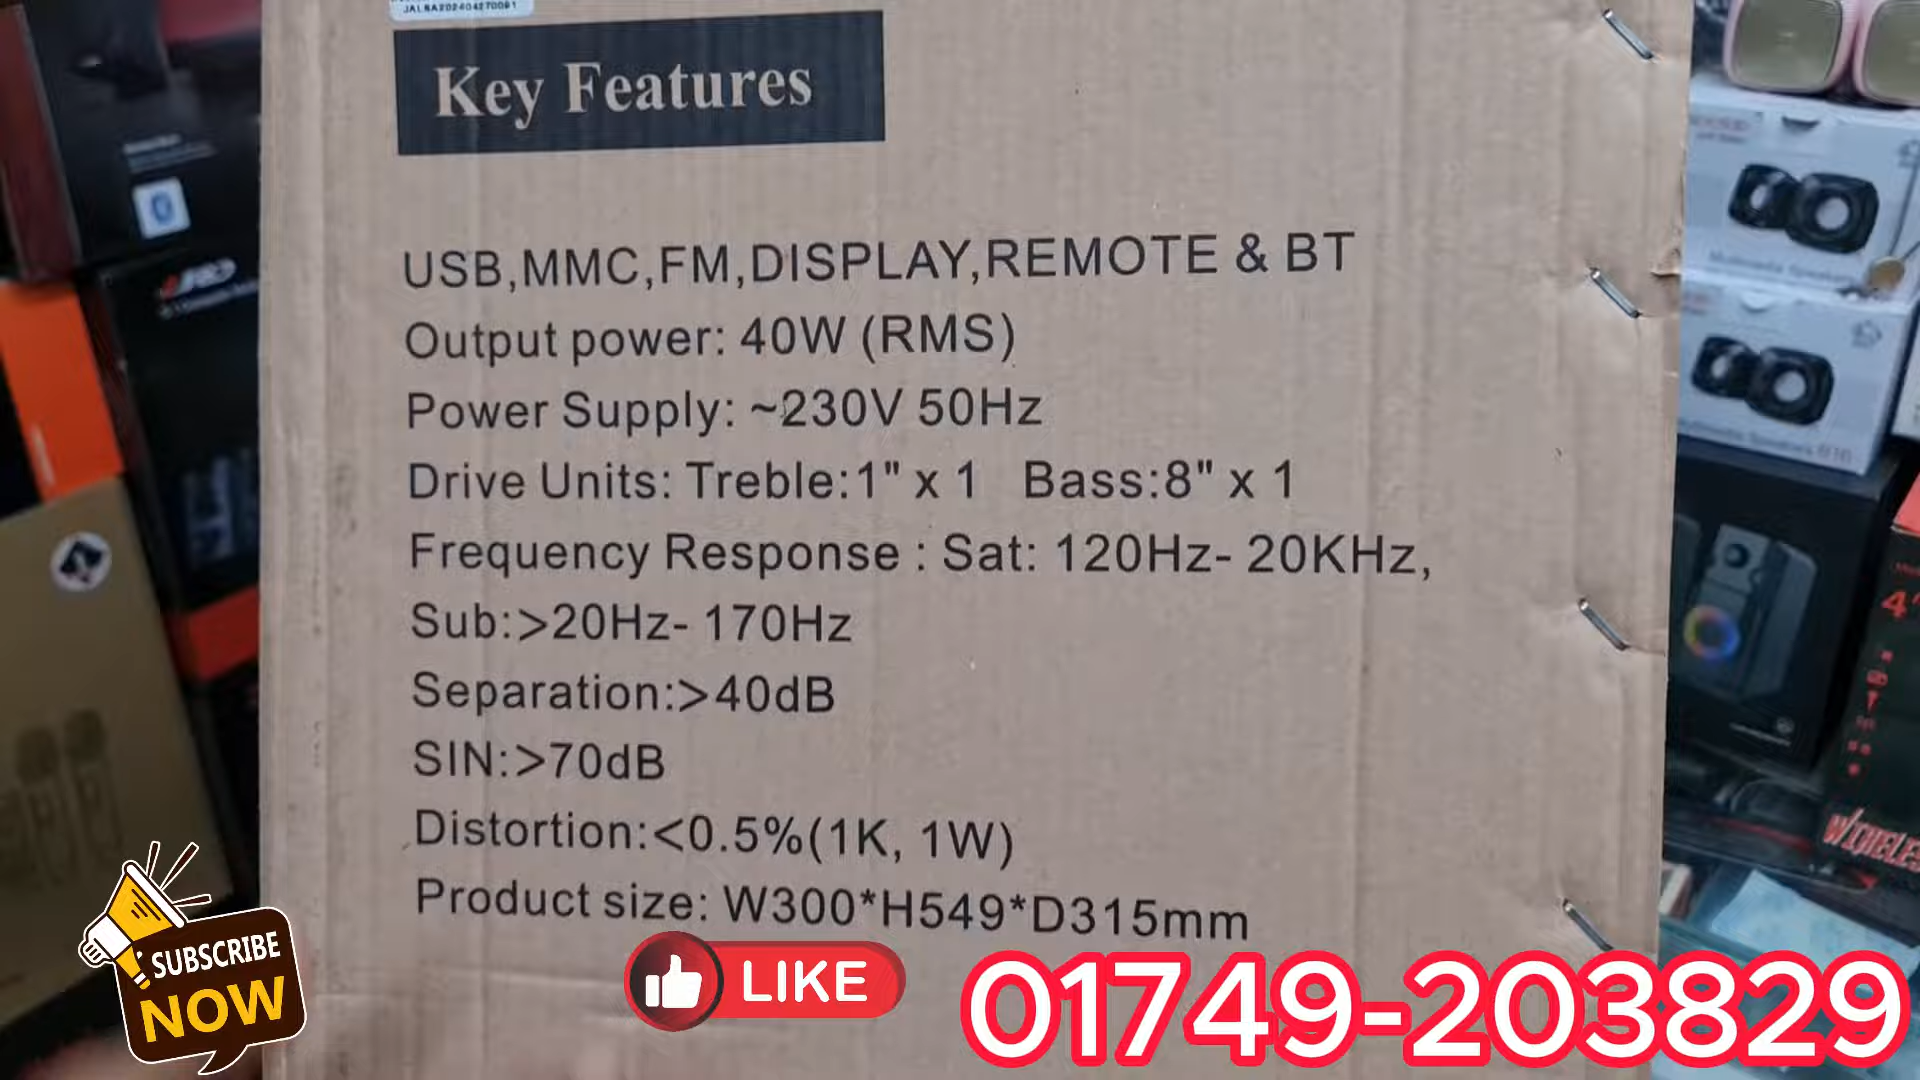 JALSA202404270091
Key Features
USB,MMC,FM,DISPLAY,REMOTE & BT
Output power: 40W (RMS)
Power Supply: ~230V 50Hz
Drive Units: Treble:1" x 1 Bass:8" x 1
Frequency Response : Sat: 120Hz- 20KHz,
Sub:>20Hz- 170Hz
Separation:>40dB
SIN:>70dB
Distortion:<0.5%(1K, 1W)
Product size: W300*H549*D315mm
SUBSCRIBE
NOW
LIKE
01749-203829